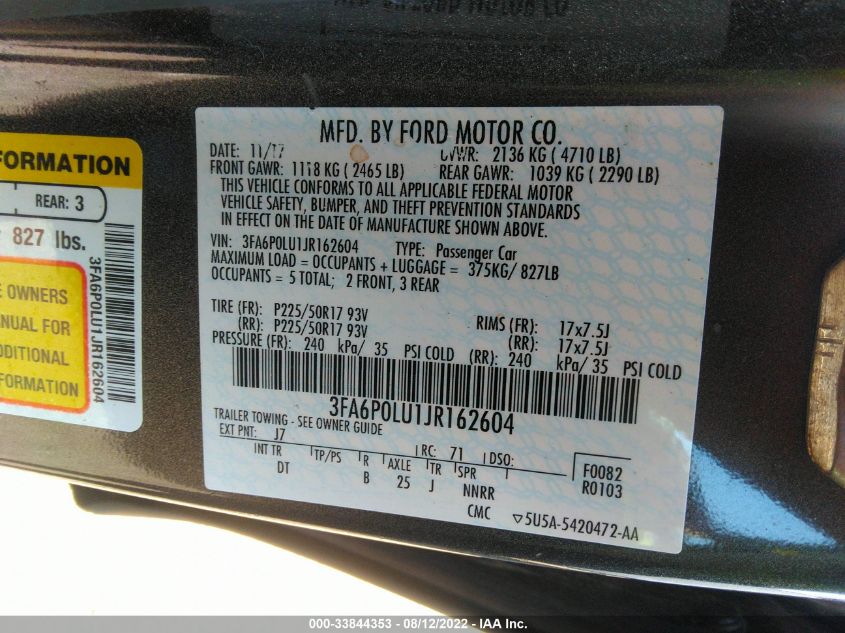 FORMATION
REAR: 3
827 lbs.
E OWNERS
ANUAL FOR
DDITIONAL
FORMATION
3FA6P0LU1JR162604
MFD. BY FORD MOTOR CO.
DATE: 11/17 GVWR: 2136 KG ( 4710 LB)
FRONT GAWR: 1118 KG ( 2465 LB) REAR GAWR: 1039 KG ( 2290 LB)
THIS VEHICLE CONFORMS TO ALL APPLICABLE FEDERAL MOTOR
VEHICLE SAFETY, BUMPER, AND THEFT PREVENTION STANDARDS
IN EFFECT ON THE DATE OF MANUFACTURE SHOWN ABOVE.
VIN: 3FA6P0LU1JR162604 TYPE: Passenger Car
MAXIMUM LOAD = OCCUPANTS + LUGGAGE = 375KG/ 827LB
OCCUPANTS = 5 TOTAL; 2 FRONT, 3 REAR
TIRE (FR): P225/50R17 93V RIMS (FR): 17x7.5J
(RR): P225/50R17 93V (RR): 17x7.5J
PRESSURE (FR): 240 kPa/ 35 PSI COLD (RR): 240 kPa/ 35 PSI COLD
3FA6P0LU1JR162604
TRAILER TOWING - SEE OWNER GUIDE
EXT PNT: J7 RC: 71 DSO:
INT TR TP/PS R AXLE TR SPR
DT B 25 J NNRR
CMC
F0082
R0103
▽5U5A-5420472-AA
000-33844353 - 08/12/2022 - IAA Inc.